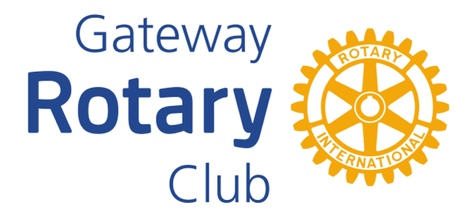 Gateway
Rotary
Club
ROTARY
INTERNATIONAL